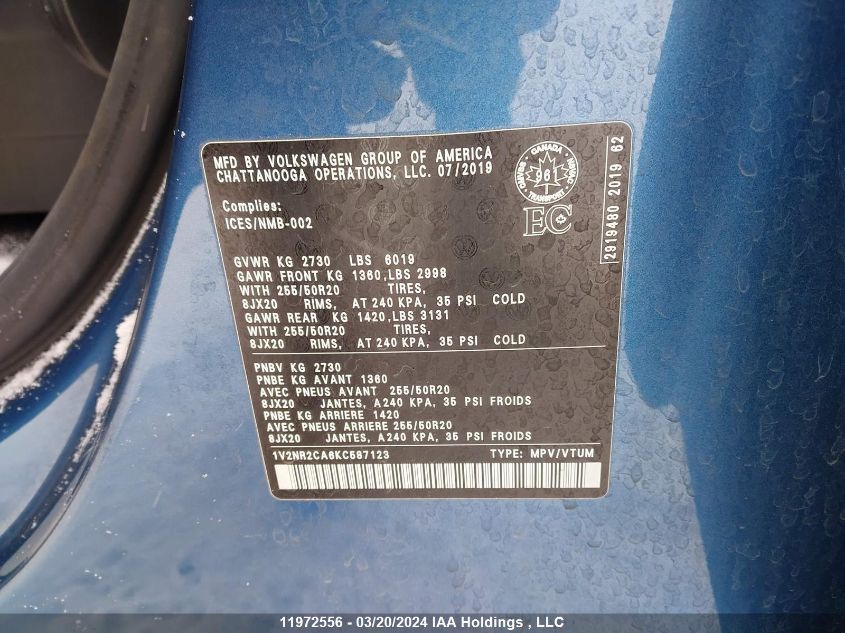 MFD BY VOLKSWAGEN GROUP OF AMERICA
CHATTANOOGA OPERATIONS, LLC. 07/2019
CANADA
961
TRANSPORT
EC
2919480 2019 62
Complies:
ICES/NMB-002
GVWR KG 2730 LBS 6019
GAWR FRONT KG 1360,LBS 2998
WITH 255/50R20 TIRES,
8JX20 RIMS, AT 240 KPA, 35 PSI COLD
GAWR REAR KG 1420,LBS 3131
WITH 255/50R20 TIRES,
8JX20 RIMS, AT 240 KPA, 35 PSI COLD
PNBV KG 2730
PNBE KG AVANT 1360
AVEC PNEUS AVANT 255/50R20
8JX20 JANTES, A 240 KPA, 35 PSI FROIDS
PNBE KG ARRIERE 1420
AVEC PNEUS ARRIERE 255/50R20
8JX20 JANTES, A 240 KPA, 35 PSI FROIDS
1V2NR2CA6KC587123 TYPE: MPV/VTUM
11972556 - 03/20/2024 IAA Holdings , LLC